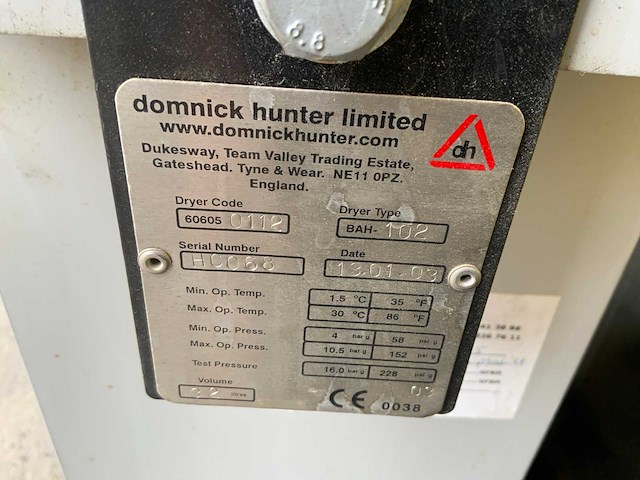 8.8
domnick hunter limited
www.domnickhunter.com
dh
Dukesway, Team Valley Trading Estate,
Gateshead. Tyne & Wear. NE11 0PZ.
England.
Dryer Code
60605 0112
Dryer Type
BAH- 102
Serial Number
HC068
Date
13.01.03
Min. Op. Temp. 1.5 °C 35 °F
Max. Op. Temp. 30 °C 86 °F
Min. Op. Press. 4 bar g 58 psi g
Max. Op. Press. 10.5 bar g 152 psi g
Test Pressure 16.0 bar g 228 psi g
Volume
litres
03
CE 0038